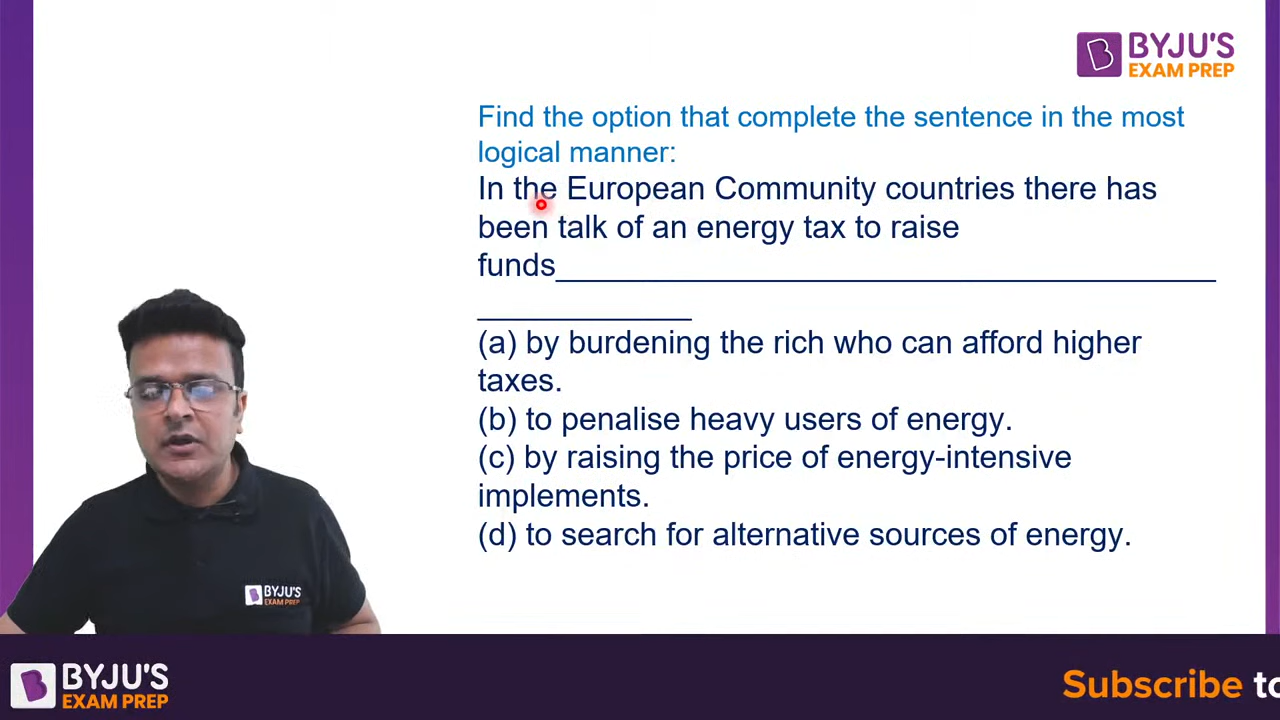 BYJU'S
EXAM PREP
Find the option that complete the sentence in the most
logical manner:
In the European Community countries there has
been talk of an energy tax to raise
funds____________________________________
____________
(a) by burdening the rich who can afford higher
taxes.
(b) to penalise heavy users of energy.
(c) by raising the price of energy-intensive
implements.
(d) to search for alternative sources of energy.
BYJU'S
EXAM PREP
BYJU'S
EXAM PREP
Subscribe to